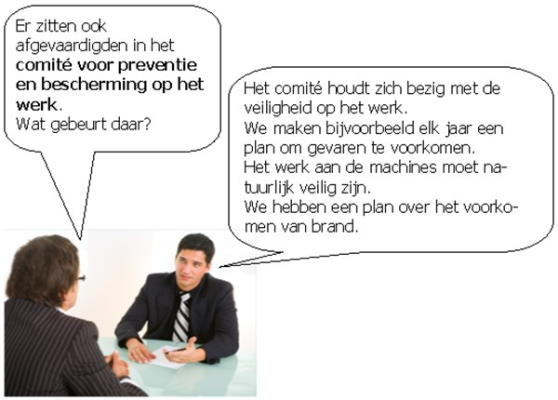 Er zitten ook
afgevaardigden in het
comité voor preventie
en bescherming op het
werk.
Wat gebeurt daar?
Het comité houdt zich bezig met de
veiligheid op het werk.
We maken bijvoorbeeld elk jaar een
plan om gevaren te voorkomen.
Het werk aan de machines moet na-
tuurlijk veilig zijn.
We hebben een plan over het voorko-
men van brand.